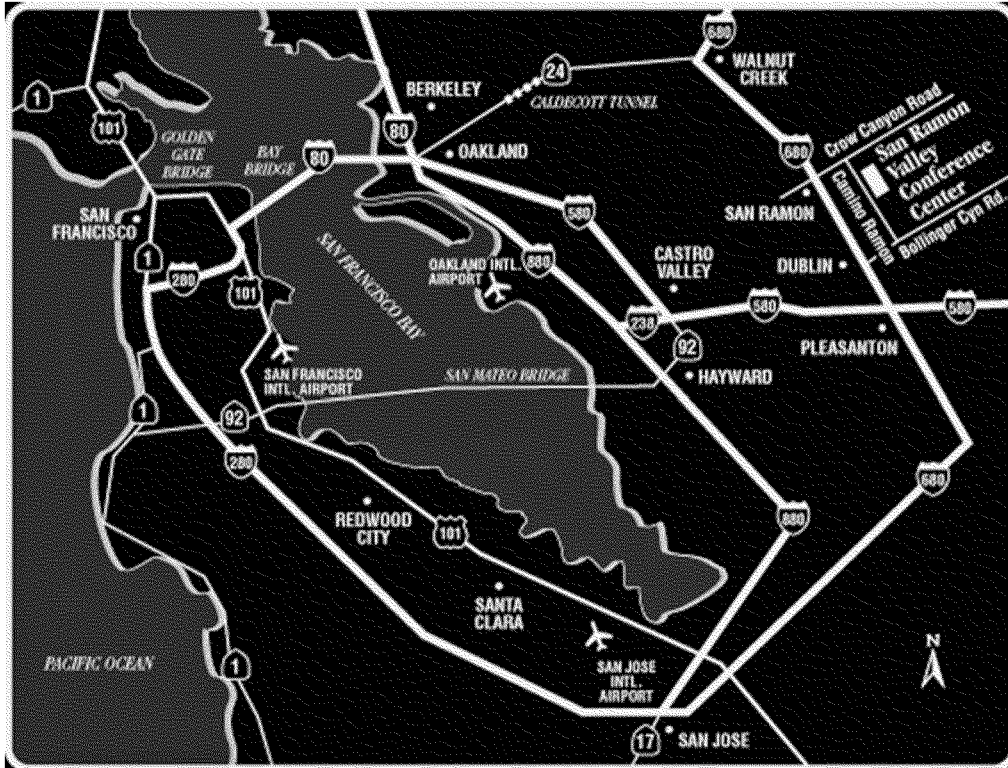 680
WALNUT
CREEK
24
1
BERKELEY
CALDECOTT TUNNEL
101
GOLDEN
GATE
BRIDGE
BAY
BRIDGE
80
80
OAKLAND
680
Crow Canyon Road
San Ramon
Valley
Conference
Center
Camino Ramon
Bollinger Cyn Rd.
SAN RAMON
SAN
FRANCISCO
580
1
280
101
SAN FRANCISCO BAY
OAKLAND INTL.
AIRPORT
880
CASTRO
VALLEY
DUBLIN
238
580
580
PLEASANTON
92
HAYWARD
SAN FRANCISCO
INTL. AIRPORT
SAN MATEO BRIDGE
1
92
280
680
REDWOOD
CITY
101
880
SANTA
CLARA
PACIFIC OCEAN
1
SAN JOSE
INTL.
AIRPORT
N
17
SAN JOSE